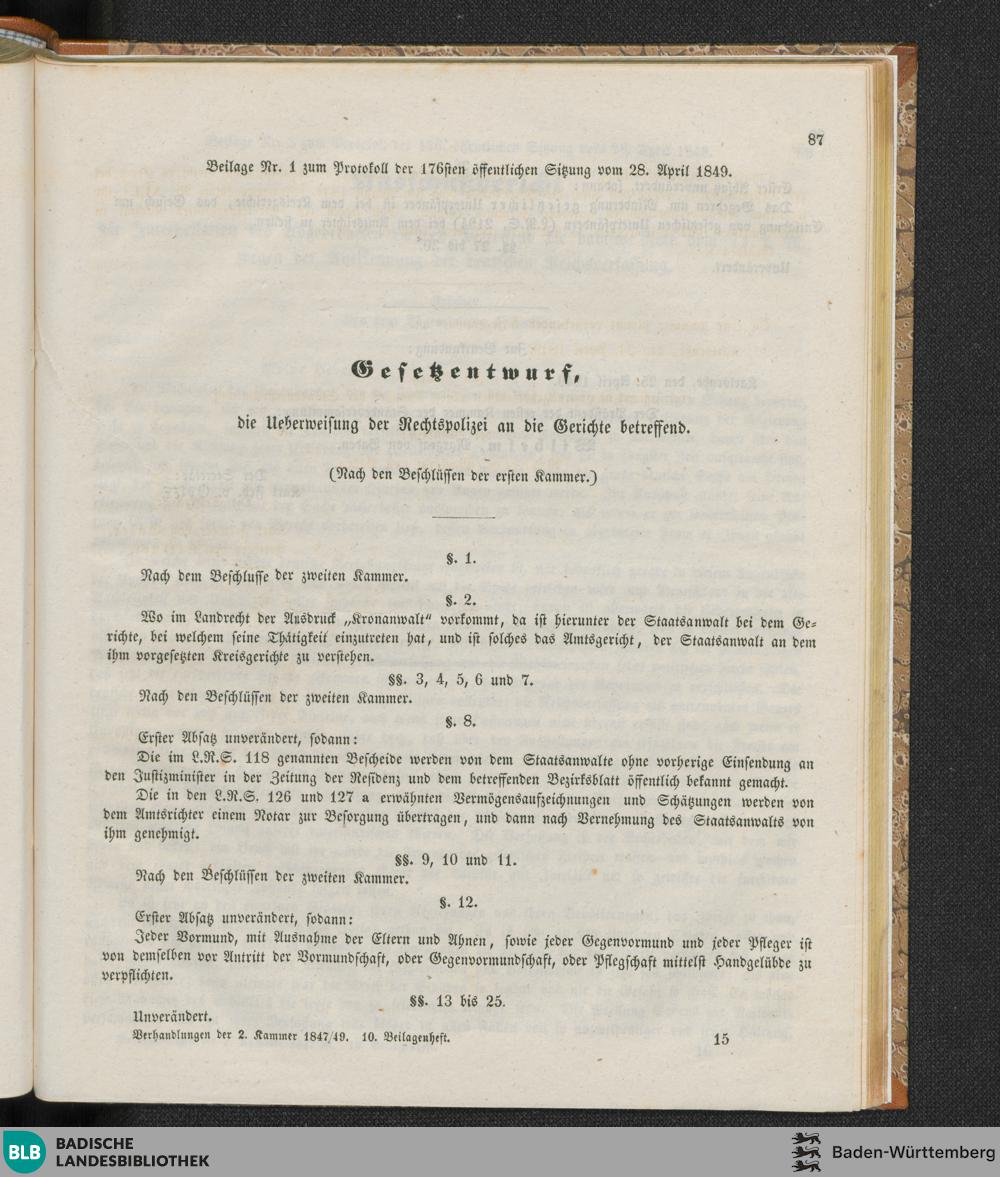 87
Beilage Nr. 1 zum Protokoll der 176sten öffentlichen Sitzung vom 28. April 1849.
Gesetzentwurf,
die Ueberweisung der Rechtspolizei an die Gerichte betreffend.
(Nach den Beschlüssen der ersten Kammer.)
§. 1.
Nach dem Beschlusse der zweiten Kammer.
§. 2.
Wo im Landrecht der Ausdruck „Kronanwalt“ vorkommt, da ist hierunter der Staatsanwalt bei dem Ge-
richte, bei welchem seine Thätigkeit einzutreten hat, und ist solches das Amtsgericht, der Staatsanwalt an dem
ihm vorgesetzten Kreisgerichte zu verstehen.
§§. 3, 4, 5, 6 und 7.
Nach den Beschlüssen der zweiten Kammer.
§. 8.
Erster Absatz unverändert, sodann:
Die im L.R.S. 118 genannten Bescheide werden von dem Staatsanwalte ohne vorherige Einsendung an
den Justizminister in der Zeitung der Residenz und dem betreffenden Bezirksblatt öffentlich bekannt gemacht.
Die in den L.R.S. 126 und 127 a erwähnten Vermögensaufzeichnungen und Schätzungen werden von
dem Amtsrichter einem Notar zur Besorgung übertragen, und dann nach Vernehmung des Staatsanwalts von
ihm genehmigt.
§§. 9, 10 und 11.
Nach den Beschlüssen der zweiten Kammer.
§. 12.
Erster Absatz unverändert, sodann:
Jeder Vormund, mit Ausnahme der Eltern und Ahnen, sowie jeder Gegenvormund und jeder Pfleger ist
von demselben vor Antritt der Vormundschaft, oder Gegenvormundschaft, oder Pflegschaft mittelst Handgelübde zu
verpflichten.
§§. 13 bis 25.
Unverändert.
Verhandlungen der 2. Kammer 1847/49. 10. Beilagenheft.
15
BLB
BADISCHE
LANDESBIBLIOTHEK
Baden-Württemberg